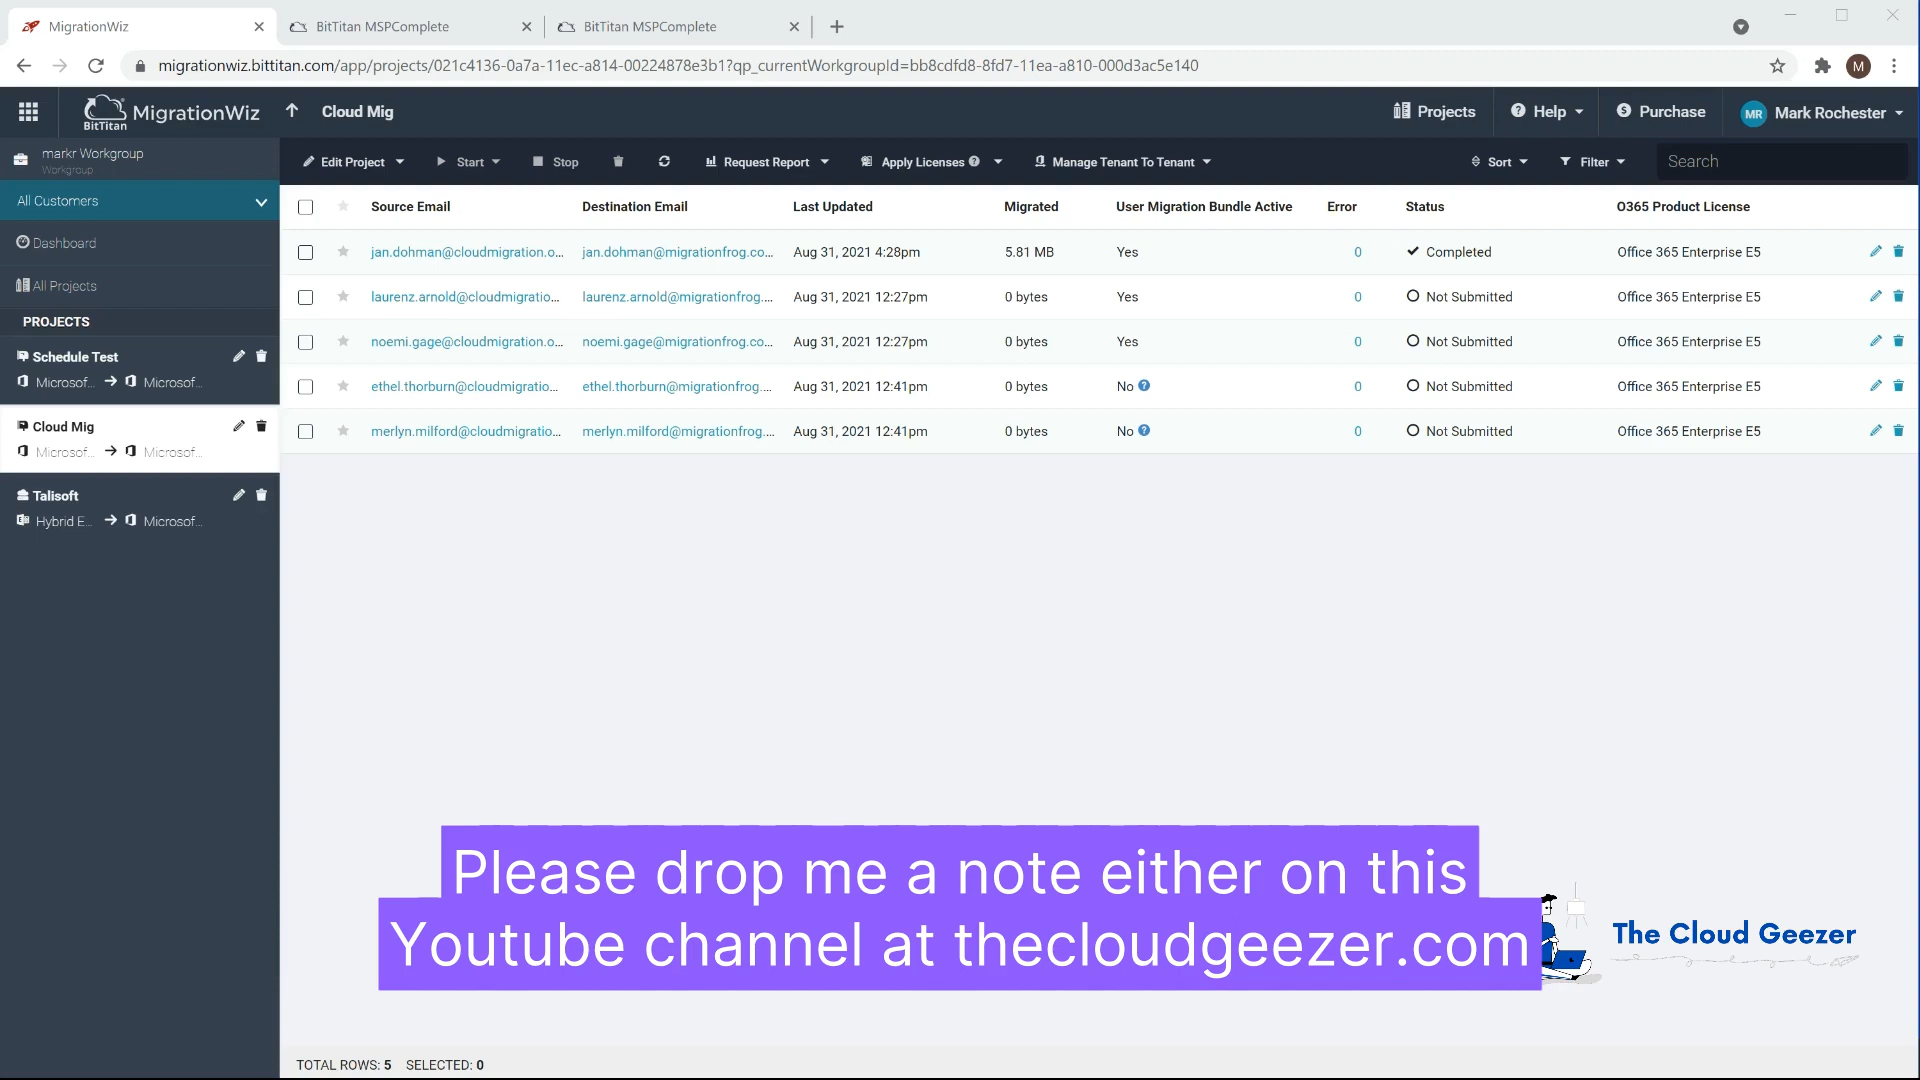 MigrationWiz
BitTitan MSPComplete
BitTitan MSPComplete
migrationwiz.bittitan.com/app/projects/021c4136-0a7a-11ec-a814-00224878e3b1?qp_currentWorkgroupId=bb8cdfd8-8fd7-11ea-a810-000d3ac5e140
M
BitTitan MigrationWiz
Cloud Mig
Projects
Help
Purchase
MR Mark Rochester
markr Workgroup
Workgroup
All Customers
Dashboard
All Projects
PROJECTS
Schedule Test
Microsof... Microsof...
Cloud Mig
Microsof... Microsof...
Talisoft
Hybrid E... Microsof...
Edit Project Start Stop Request Report Apply Licenses Manage Tenant To Tenant Sort Filter Search
Source Email Destination Email Last Updated Migrated User Migration Bundle Active Error Status O365 Product License
jan.dohman@cloudmigration.o... jan.dohman@migrationfrog.co... Aug 31, 2021 4:28pm 5.81 MB Yes 0 Completed Office 365 Enterprise E5
laurenz.arnold@cloudmigratio... laurenz.arnold@migrationfrog.... Aug 31, 2021 12:27pm 0 bytes Yes 0 Not Submitted Office 365 Enterprise E5
noemi.gage@cloudmigration.o... noemi.gage@migrationfrog.co... Aug 31, 2021 12:27pm 0 bytes Yes 0 Not Submitted Office 365 Enterprise E5
ethel.thorburn@cloudmigratio... ethel.thorburn@migrationfrog.... Aug 31, 2021 12:41pm 0 bytes No 0 Not Submitted Office 365 Enterprise E5
merlyn.milford@cloudmigratio... merlyn.milford@migrationfrog.... Aug 31, 2021 12:41pm 0 bytes No 0 Not Submitted Office 365 Enterprise E5
Please drop me a note either on this
Youtube channel at thecloudgeezer.com
The Cloud Geezer
TOTAL ROWS: 5 SELECTED: 0